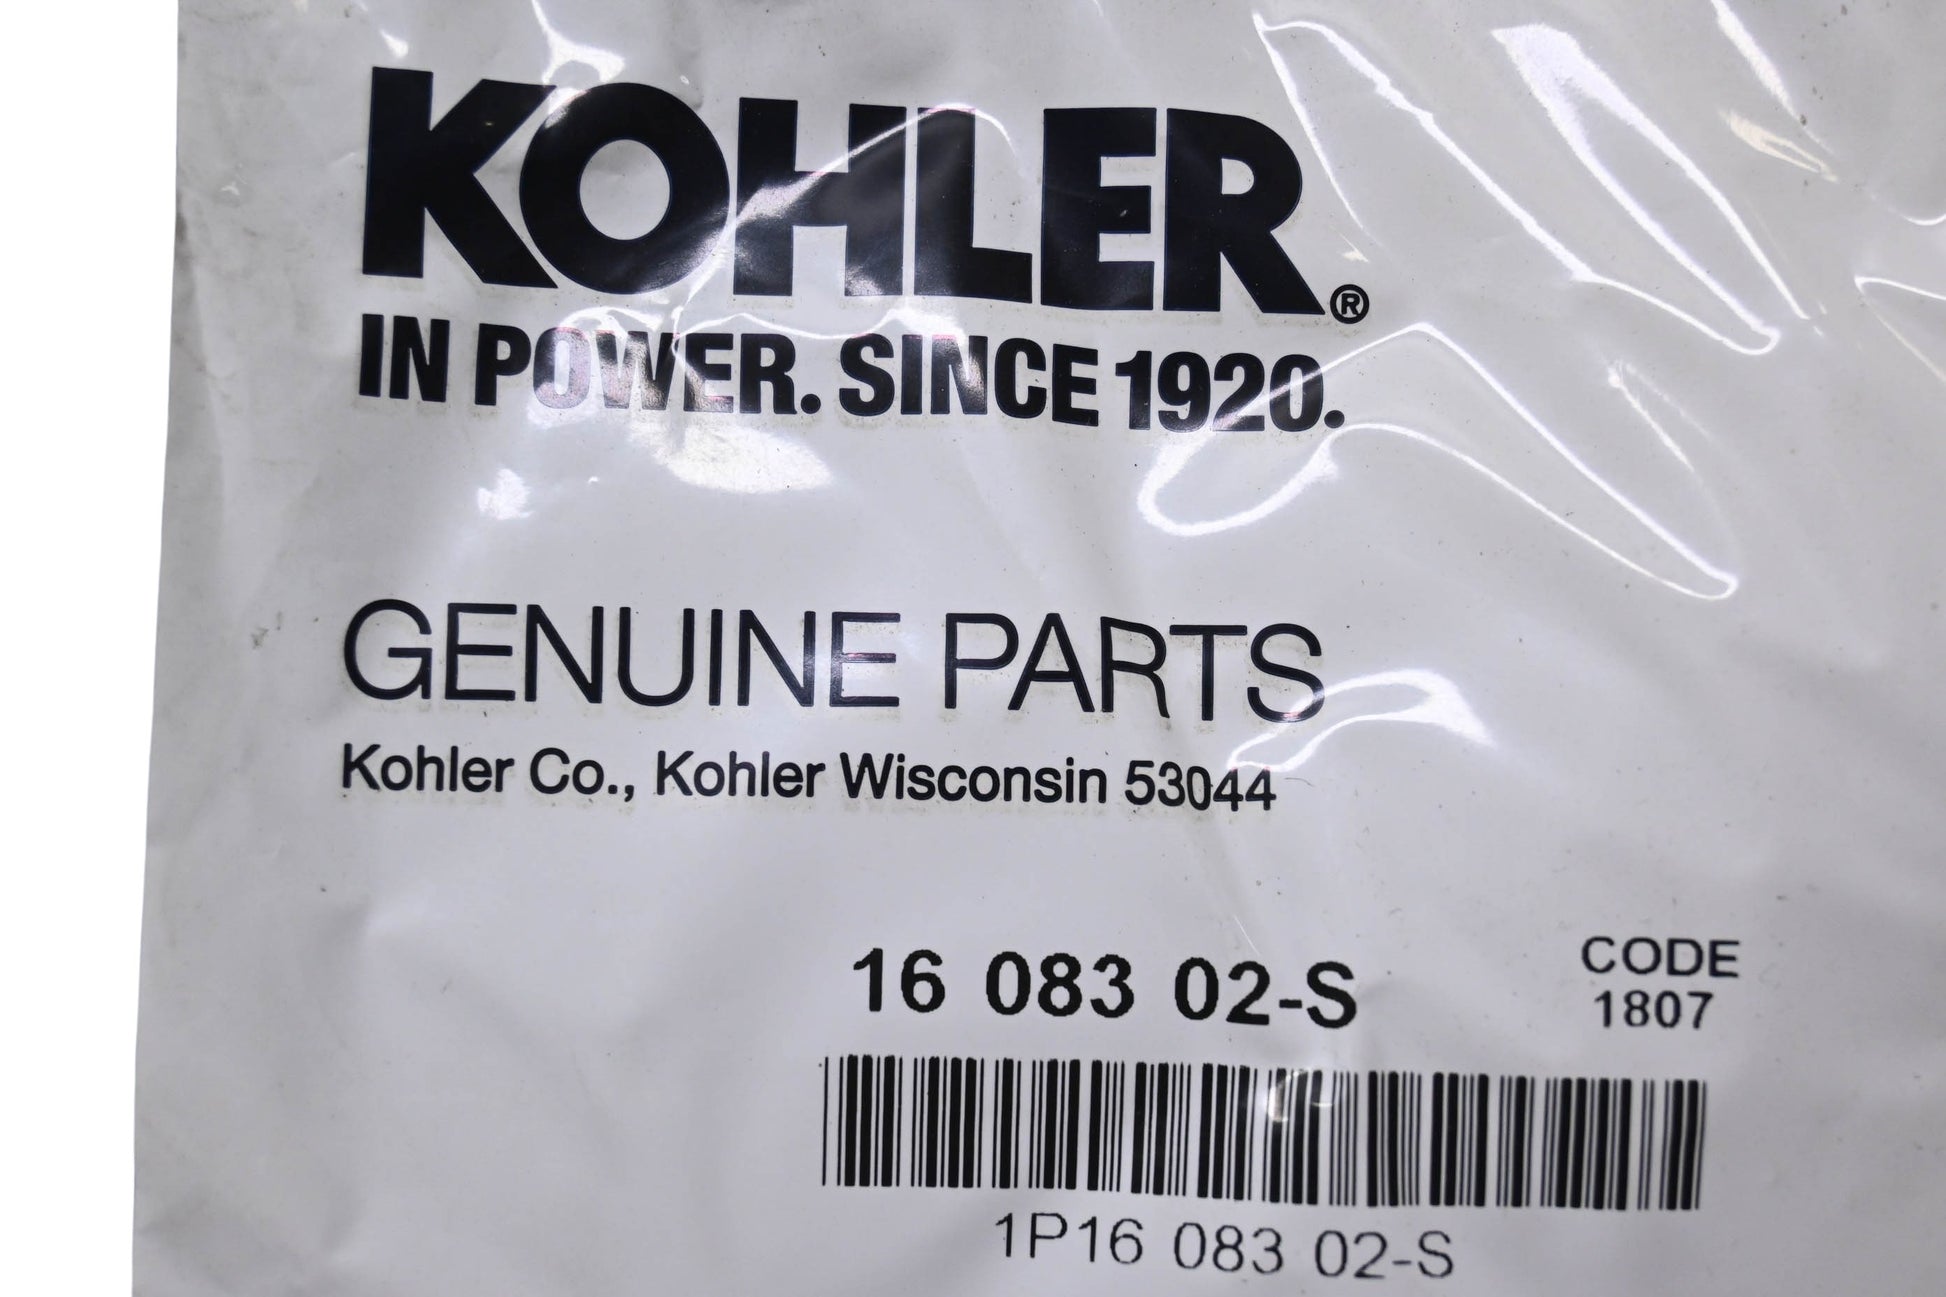 KOHLER®
IN POWER. SINCE 1920.
GENUINE PARTS
Kohler Co., Kohler Wisconsin 53044
16 083 02-S
CODE
1807
1P16 083 02-S